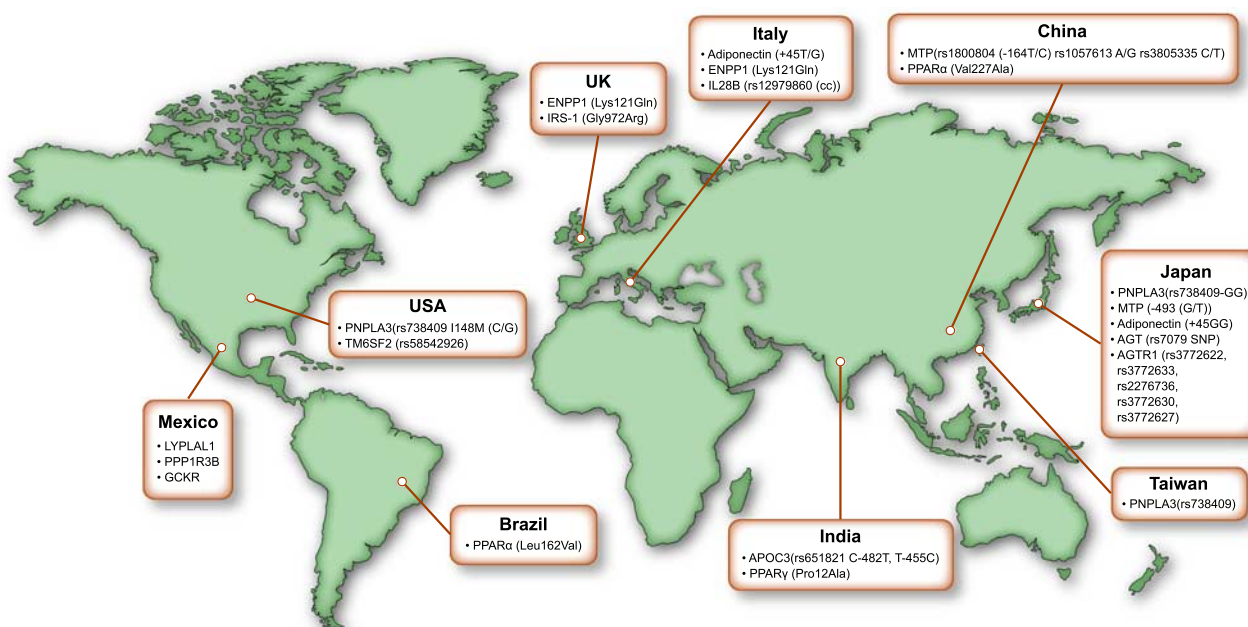 Italy
• Adiponectin (+45T/G)
• ENPP1 (Lys121Gln)
• IL28B (rs12979860 (cc))
China
• MTP(rs1800804 (-164T/C) rs1057613 A/G rs3805335 C/T)
• PPARα (Val227Ala)
UK
• ENPP1 (Lys121Gln)
• IRS-1 (Gly972Arg)
Japan
• PNPLA3(rs738409-GG)
• MTP (-493 (G/T))
• Adiponectin (+45GG)
• AGT (rs7079 SNP)
• AGTR1 (rs3772622,
rs3772633,
rs2276736,
rs3772630,
rs3772627)
USA
• PNPLA3(rs738409 I148M (C/G)
• TM6SF2 (rs58542926)
Mexico
• LYPLAL1
• PPP1R3B
• GCKR
Taiwan
• PNPLA3(rs738409)
Brazil
• PPARα (Leu162Val)
India
• APOC3(rs651821 C-482T, T-455C)
• PPARγ (Pro12Ala)